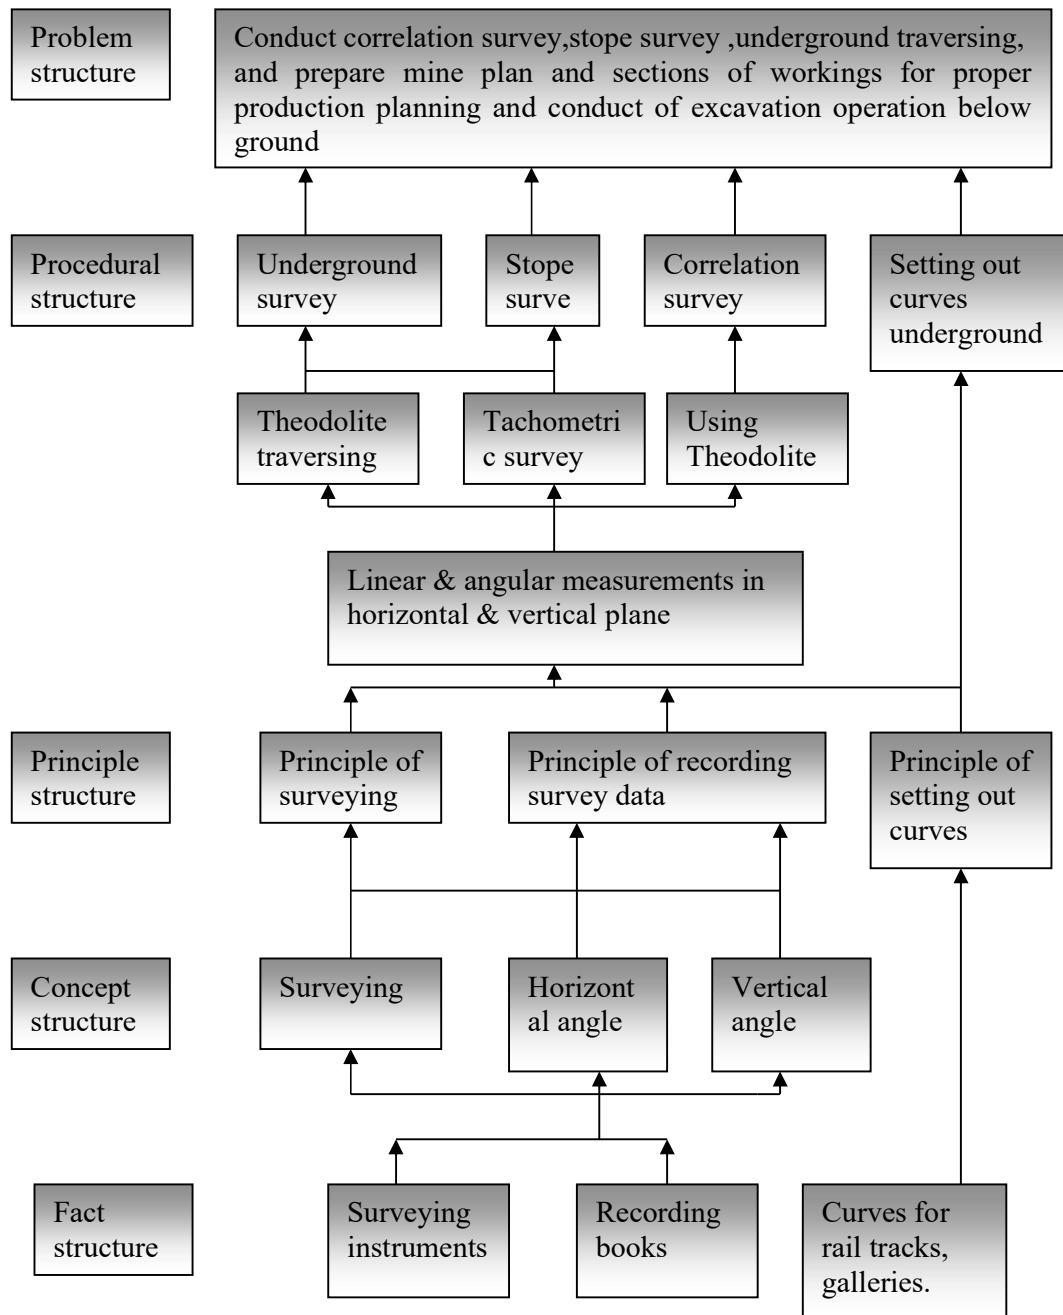 Problem
structure
Conduct correlation survey,stope survey ,underground traversing,
and prepare mine plan and sections of workings for proper
production planning and conduct of excavation operation below
ground
Procedural
structure
Underground
survey
Stope
surve
Correlation
survey
Setting out
curves
underground
Theodolite
traversing
Tachometri
c survey
Using
Theodolite
Linear & angular measurements in
horizontal & vertical plane
Principle
structure
Principle of
surveying
Principle of recording
survey data
Principle of
setting out
curves
Concept
structure
Surveying
Horizont
al angle
Vertical
angle
Fact
structure
Surveying
instruments
Recording
books
Curves for
rail tracks,
galleries.